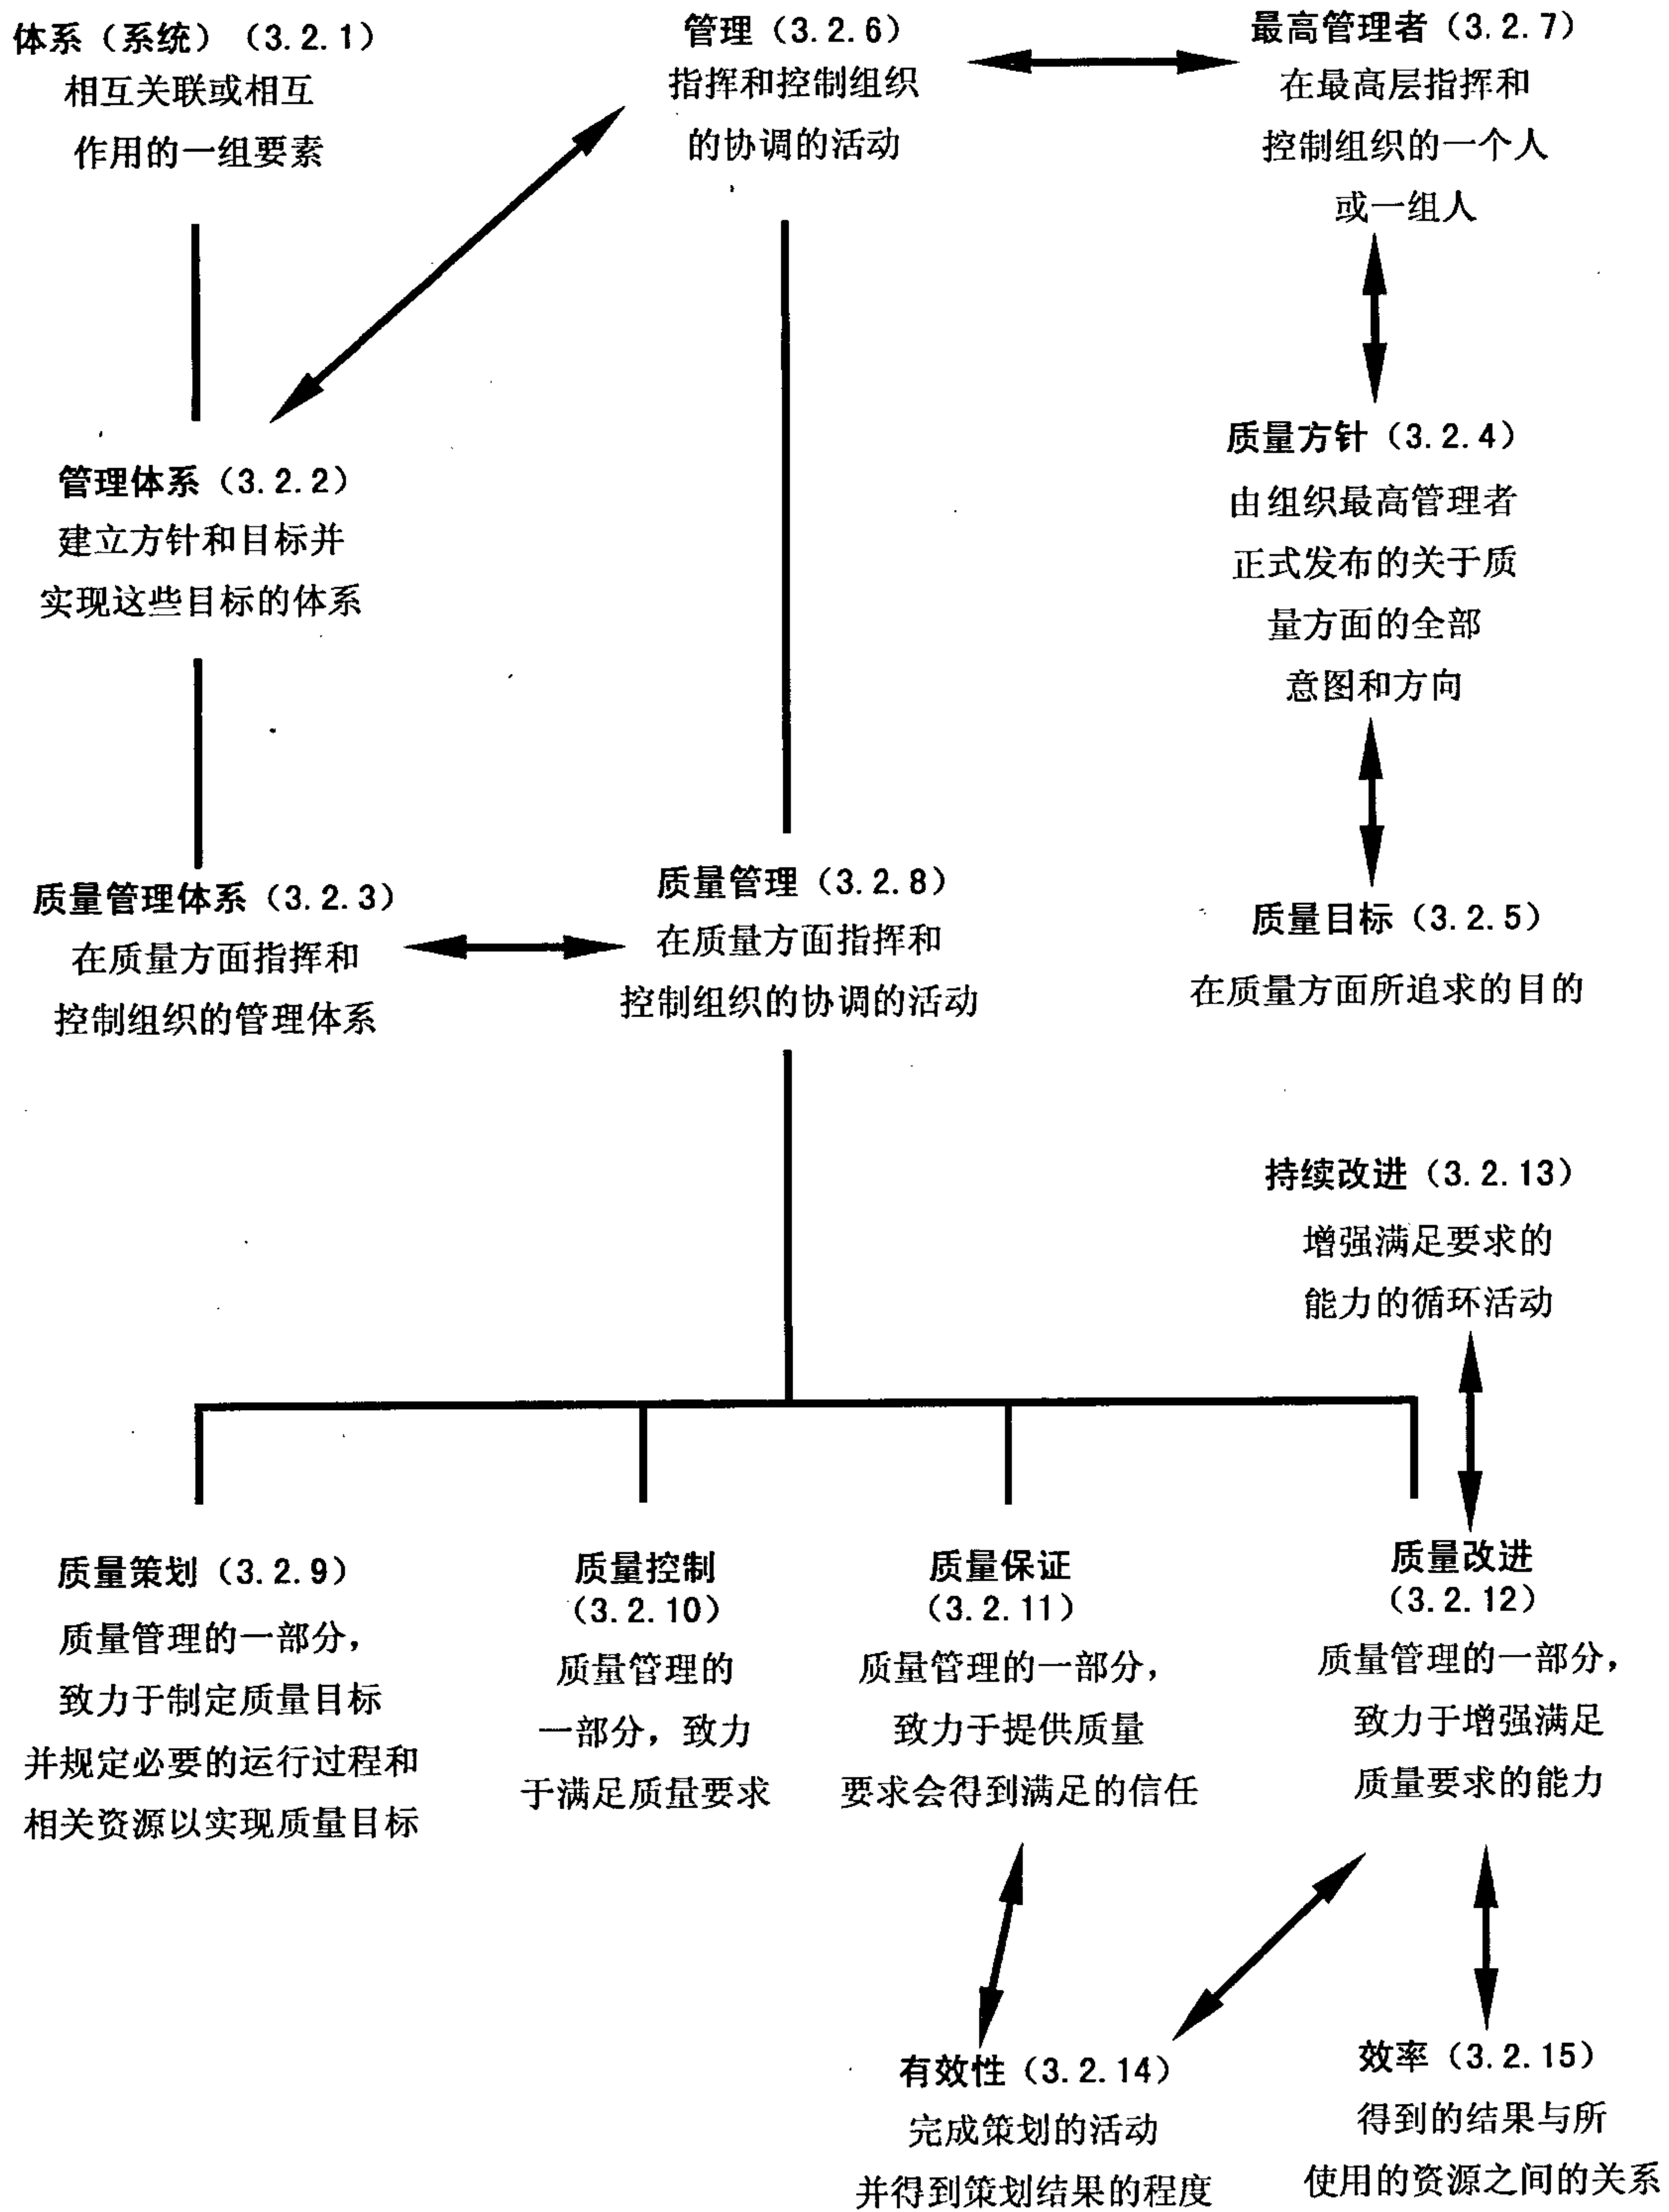 体系（系统）（3.2.1）
相互关联或相互
作用的一组要素
管理（3.2.6）
指挥和控制组织
的协调的活动
最高管理者（3.2.7）
在最高层指挥和
控制组织的一个人
或一组人
管理体系（3.2.2）
建立方针和目标并
实现这些目标的体系
质量方针（3.2.4）
由组织最高管理者
正式发布的关于质
量方面的全部
意图和方向
质量管理体系（3.2.3）
在质量方面指挥和
控制组织的管理体系
质量管理（3.2.8）
在质量方面指挥和
控制组织的协调的活动
质量目标（3.2.5）
在质量方面所追求的目的
持续改进（3.2.13）
增强满足要求的
能力的循环活动
质量策划（3.2.9）
质量管理的一部分，
致力于制定质量目标
并规定必要的运行过程和
相关资源以实现质量目标
质量控制
（3.2.10）
质量管理的
一部分，致力
于满足质量要求
质量保证
（3.2.11）
质量管理的一部分，
致力于提供质量
要求会得到满足的信任
质量改进
（3.2.12）
质量管理的一部分，
致力于增强满足
质量要求的能力
有效性（3.2.14）
完成策划的活动
并得到策划结果的程度
效率（3.2.15）
得到的结果与所
使用的资源之间的关系